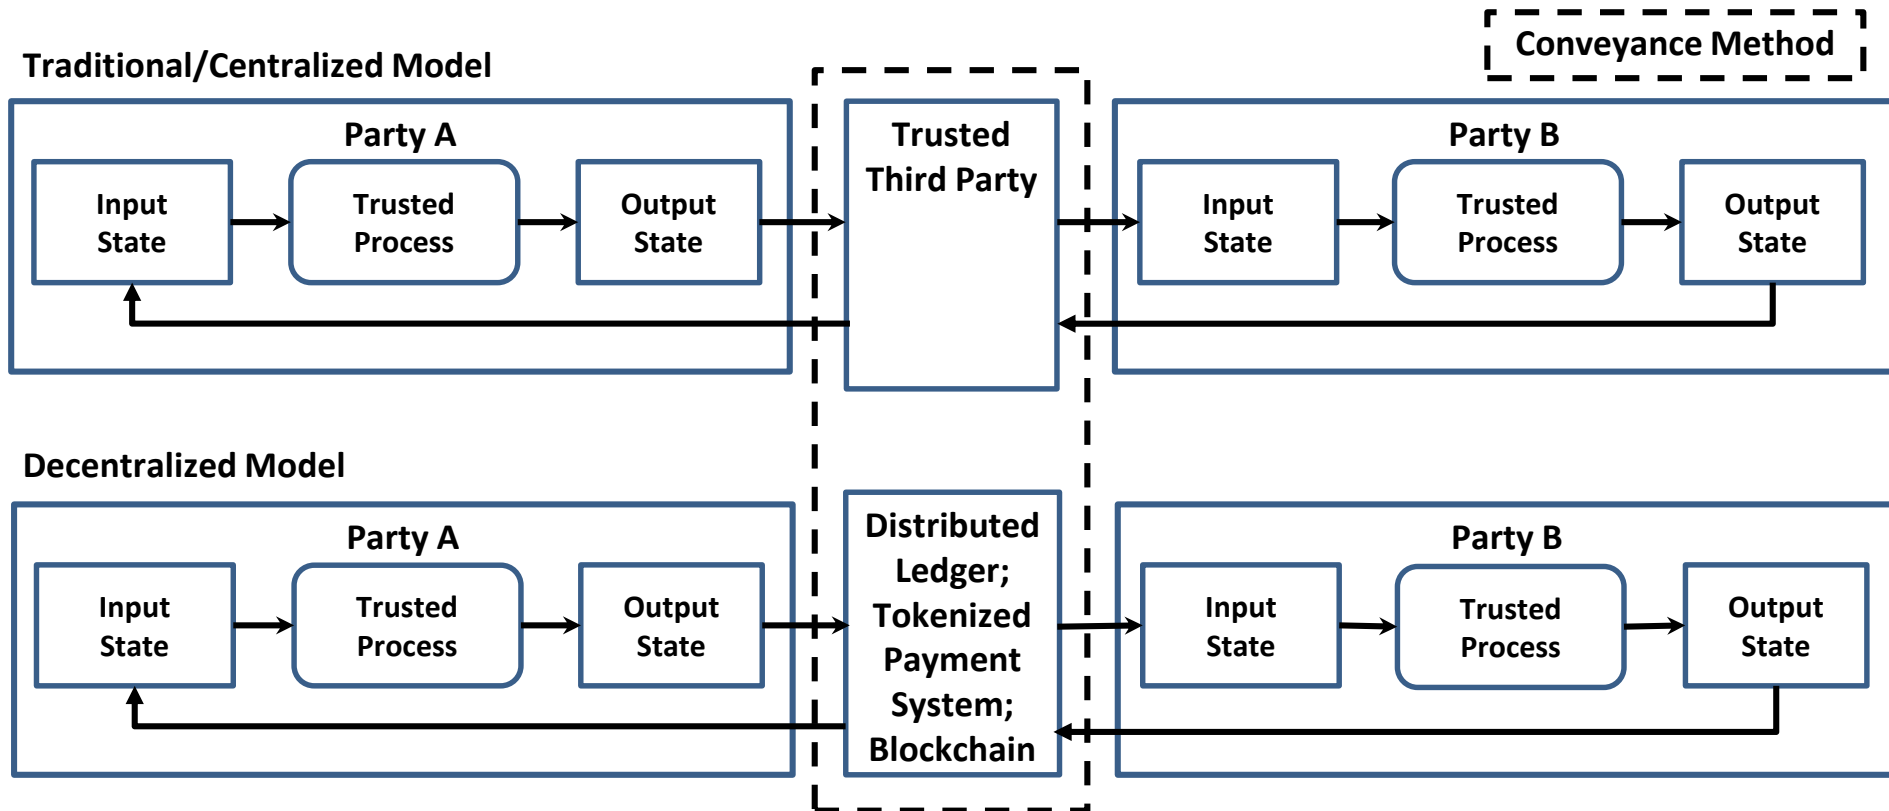 Conveyance Method
Traditional/Centralized Model
Party A
Input
State
Trusted
Process
Output
State
Trusted
Third Party
Party B
Input
State
Trusted
Process
Output
State
Decentralized Model
Party A
Input
State
Trusted
Process
Output
State
Distributed
Ledger;
Tokenized
Payment
System;
Blockchain
Party B
Input
State
Trusted
Process
Output
State